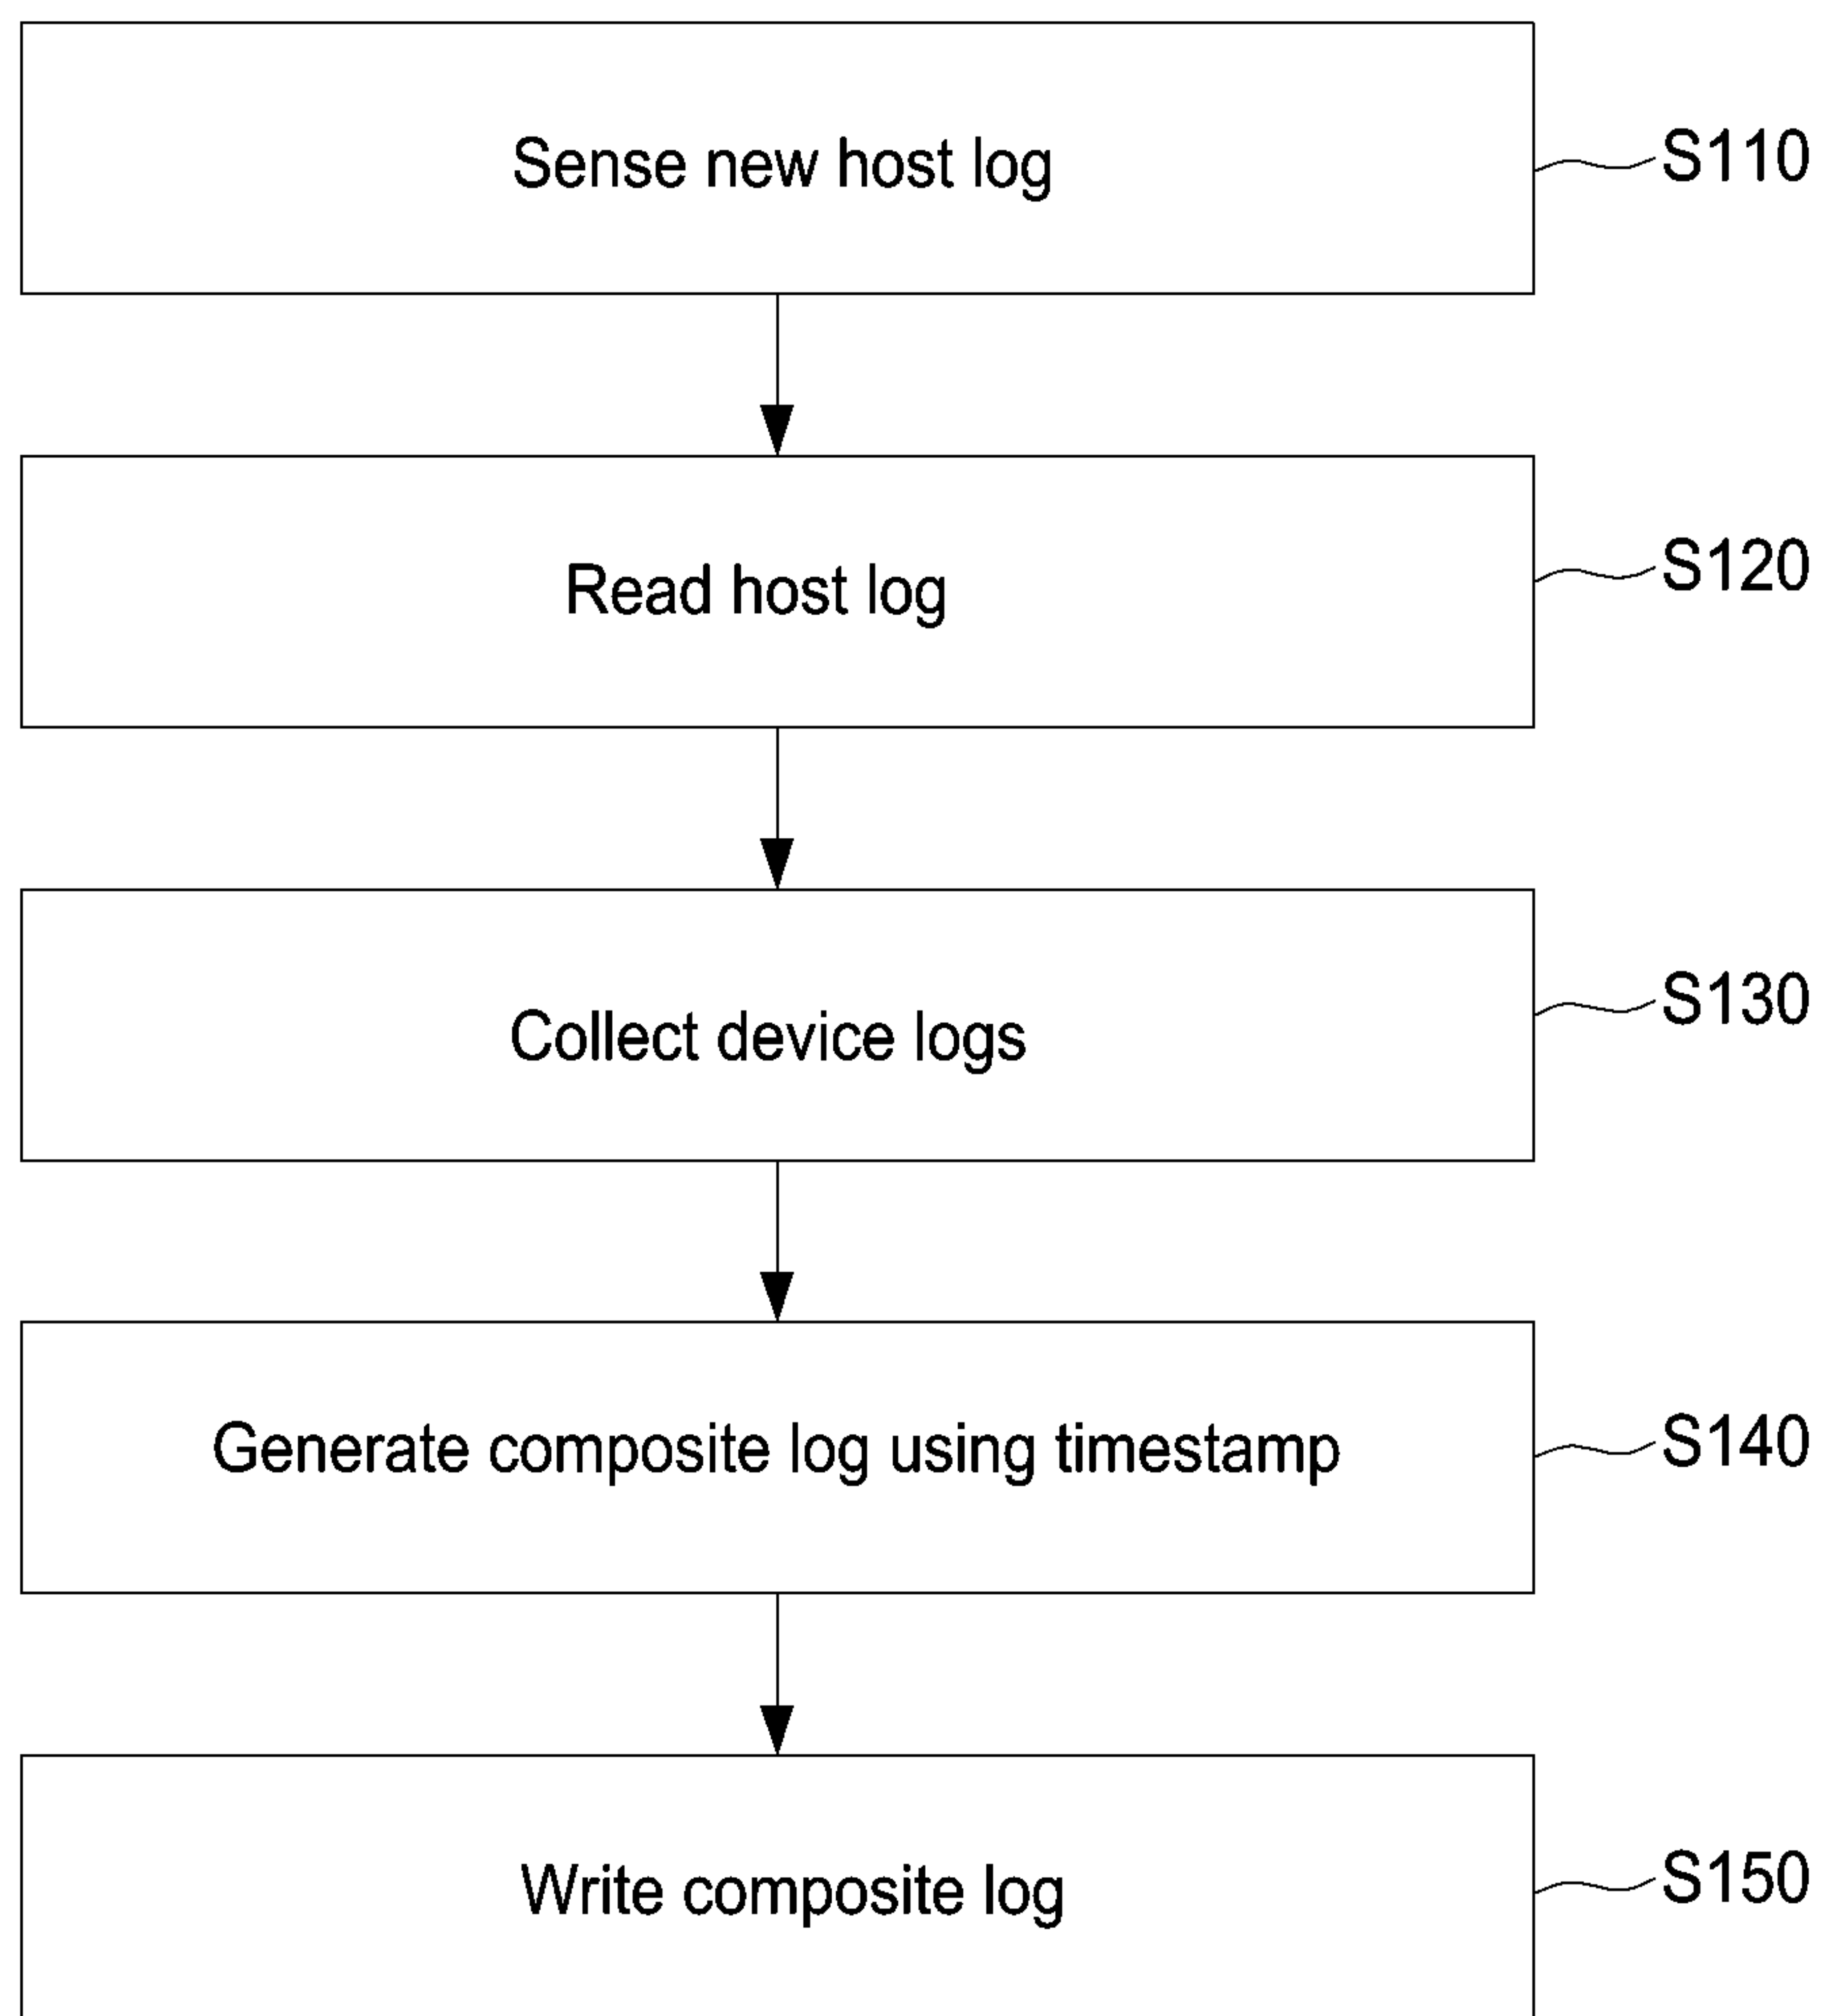 Sense new host log
S110
Read host log
S120
Collect device logs
S130
Generate composite log using timestamp
S140
Write composite log
S150